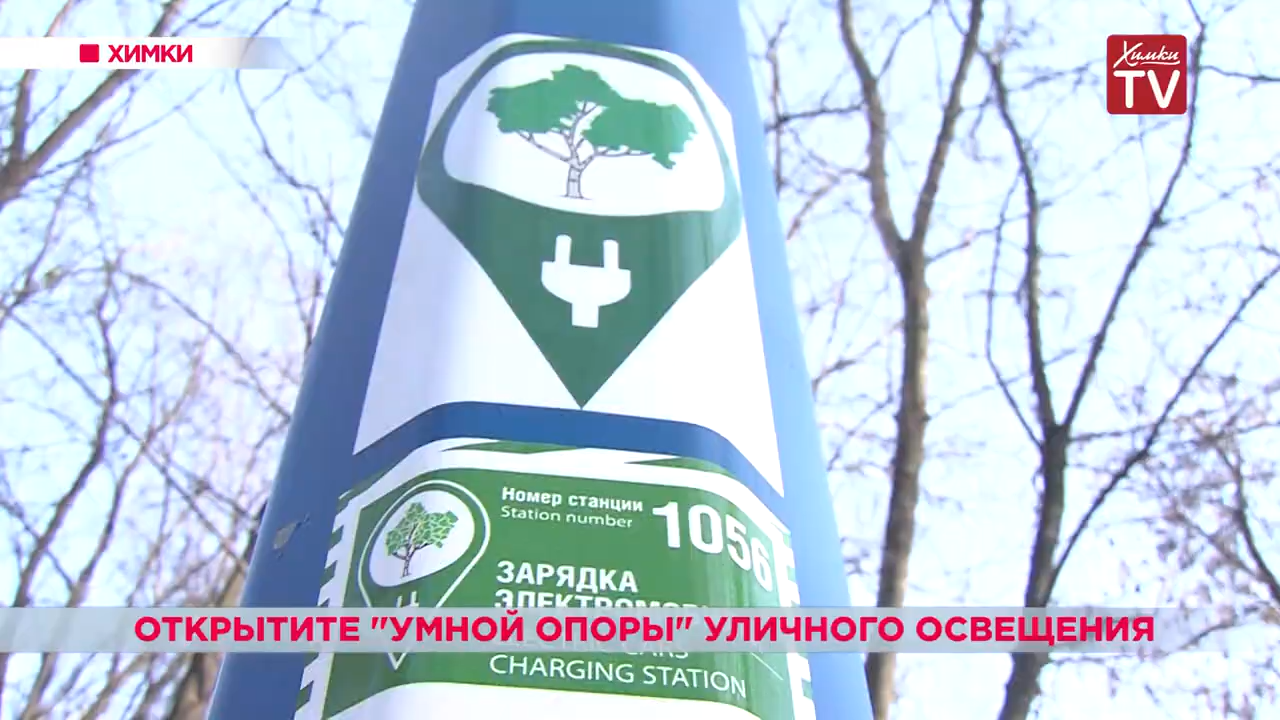 ХИМКИ
Химки
TV
Номер станции
Station number
1056
ЗАРЯДКА
CHARGING STATION
ОТКРЫТИТЕ "УМНОЙ ОПОРЫ" УЛИЧНОГО ОСВЕЩЕНИЯ